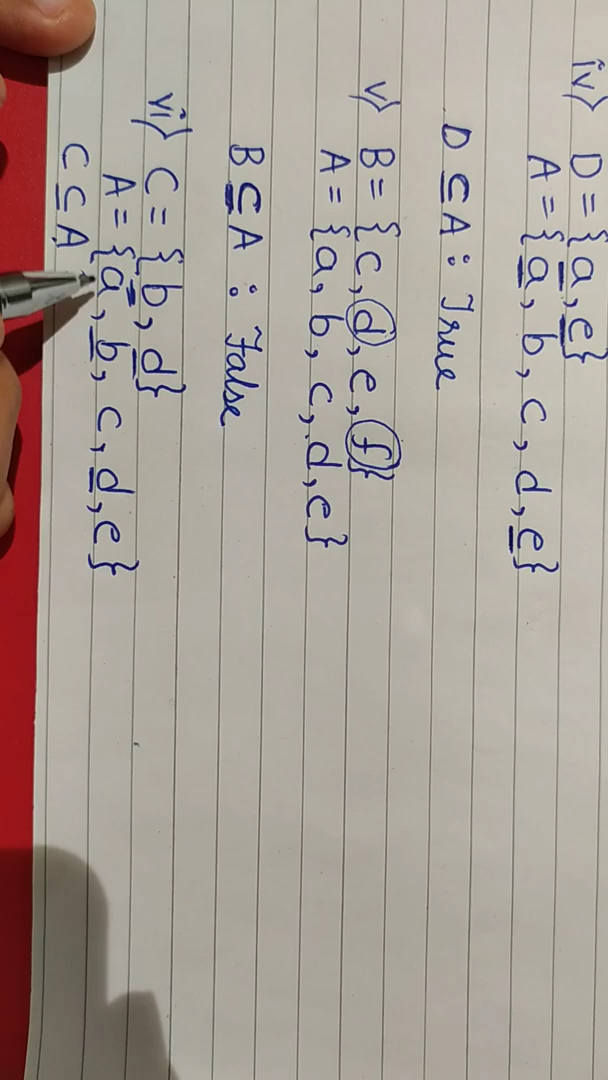 iv) D = {a, e}
A = {a, b, c, d, e}
D ⊆ A : True
v) B = {c, d, e, f}
A = {a, b, c, d, e}
B ⊆ A : False
vi) C = {b, d}
A = {a, b, c, d, e}
C ⊆ A